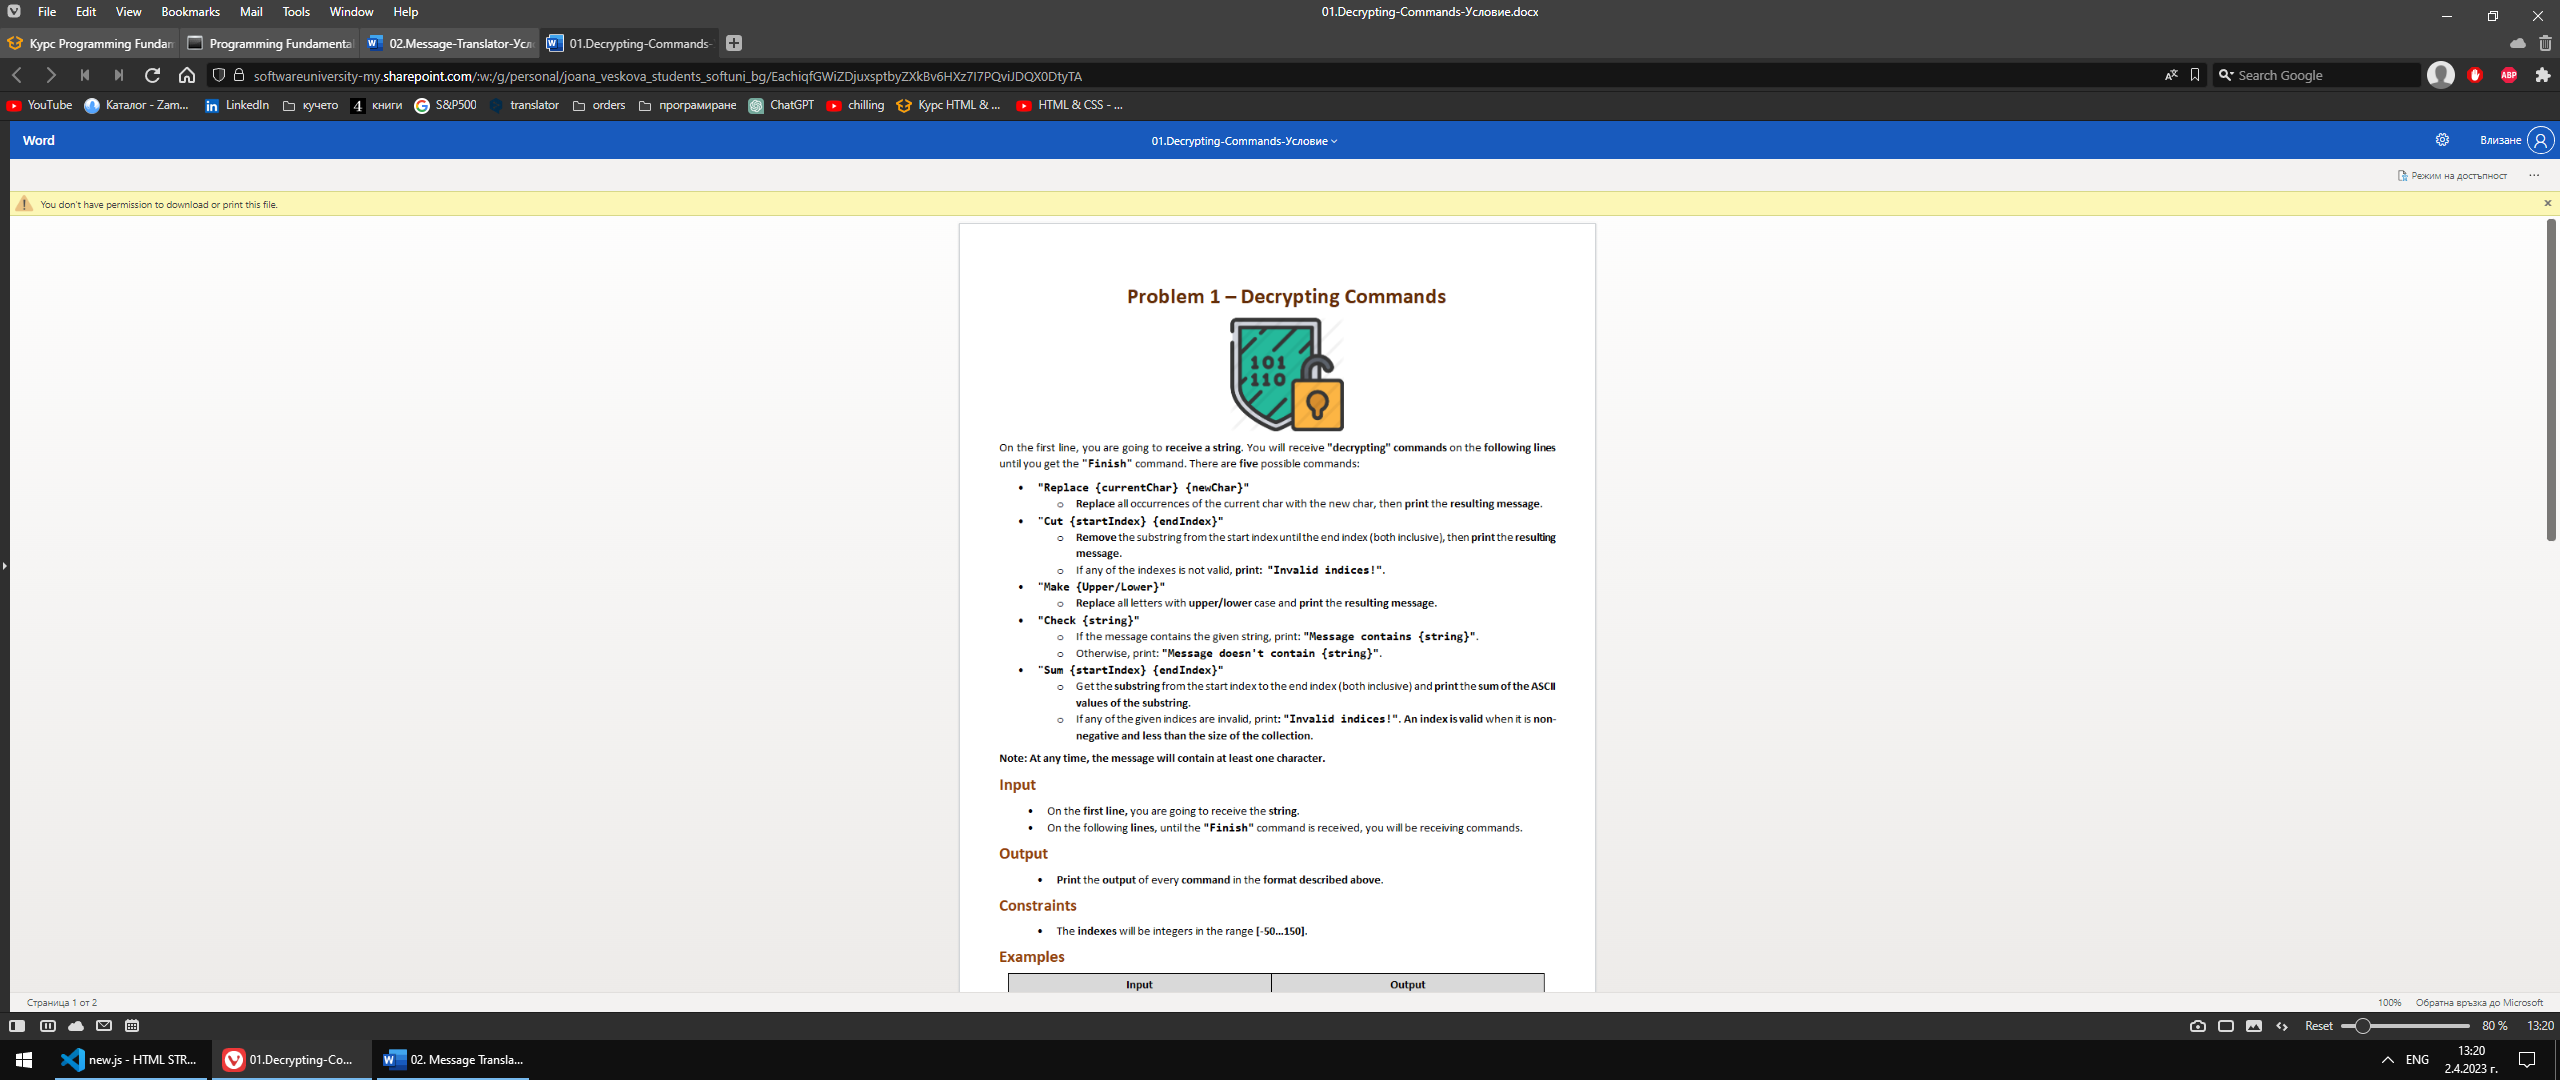 File Edit View Bookmarks Mail Tools Window Help
01.Decrypting-Commands-Условие.docx
Курс Programming Fundam
Programming Fundamental
02.Message-Translator-Усл
01.Decrypting-Commands-
softwareuniversity-my.sharepoint.com/:w:/g/personal/joana_veskova_students_softuni_bg/EachiqfGWiZDjuxsptbyZXkBv6HXz7I7PQviJDQX0DtyTA
Search Google
ABP
YouTube Каталог - Zam... LinkedIn кучето 4 книги S&P500 translator orders програмиране ChatGPT chilling Курс HTML & ... HTML & CSS - ...
Word
01.Decrypting-Commands-Условие
Влизане
Режим на достъпност
You don't have permission to download or print this file.
Problem 1 – Decrypting Commands
101
110
On the first line, you are going to receive a string. You will receive "decrypting" commands on the following lines
until you get the "Finish" command. There are five possible commands:
• "Replace {currentChar} {newChar}"
o Replace all occurrences of the current char with the new char, then print the resulting message.
• "Cut {startIndex} {endIndex}"
o Remove the substring from the start index until the end index (both inclusive), then print the resulting
message.
o If any of the indexes is not valid, print: "Invalid indices!".
• "Make {Upper/Lower}"
o Replace all letters with upper/lower case and print the resulting message.
• "Check {string}"
o If the message contains the given string, print: "Message contains {string}".
o Otherwise, print: "Message doesn't contain {string}".
• "Sum {startIndex} {endIndex}"
o Get the substring from the start index to the end index (both inclusive) and print the sum of the ASCII
values of the substring.
o If any of the given indices are invalid, print: "Invalid indices!". An index is valid when it is non-
negative and less than the size of the collection.
Note: At any time, the message will contain at least one character.
Input
• On the first line, you are going to receive the string.
• On the following lines, until the "Finish" command is received, you will be receiving commands.
Output
• Print the output of every command in the format described above.
Constraints
• The indexes will be integers in the range [-50...150].
Examples
Input Output
Страница 1 от 2
100% Обратна връзка до Microsoft
Reset 80 % 13:20
new.js - HTML STR...
01.Decrypting-Co...
02. Message Transla...
ENG
13:20
2.4.2023 г.